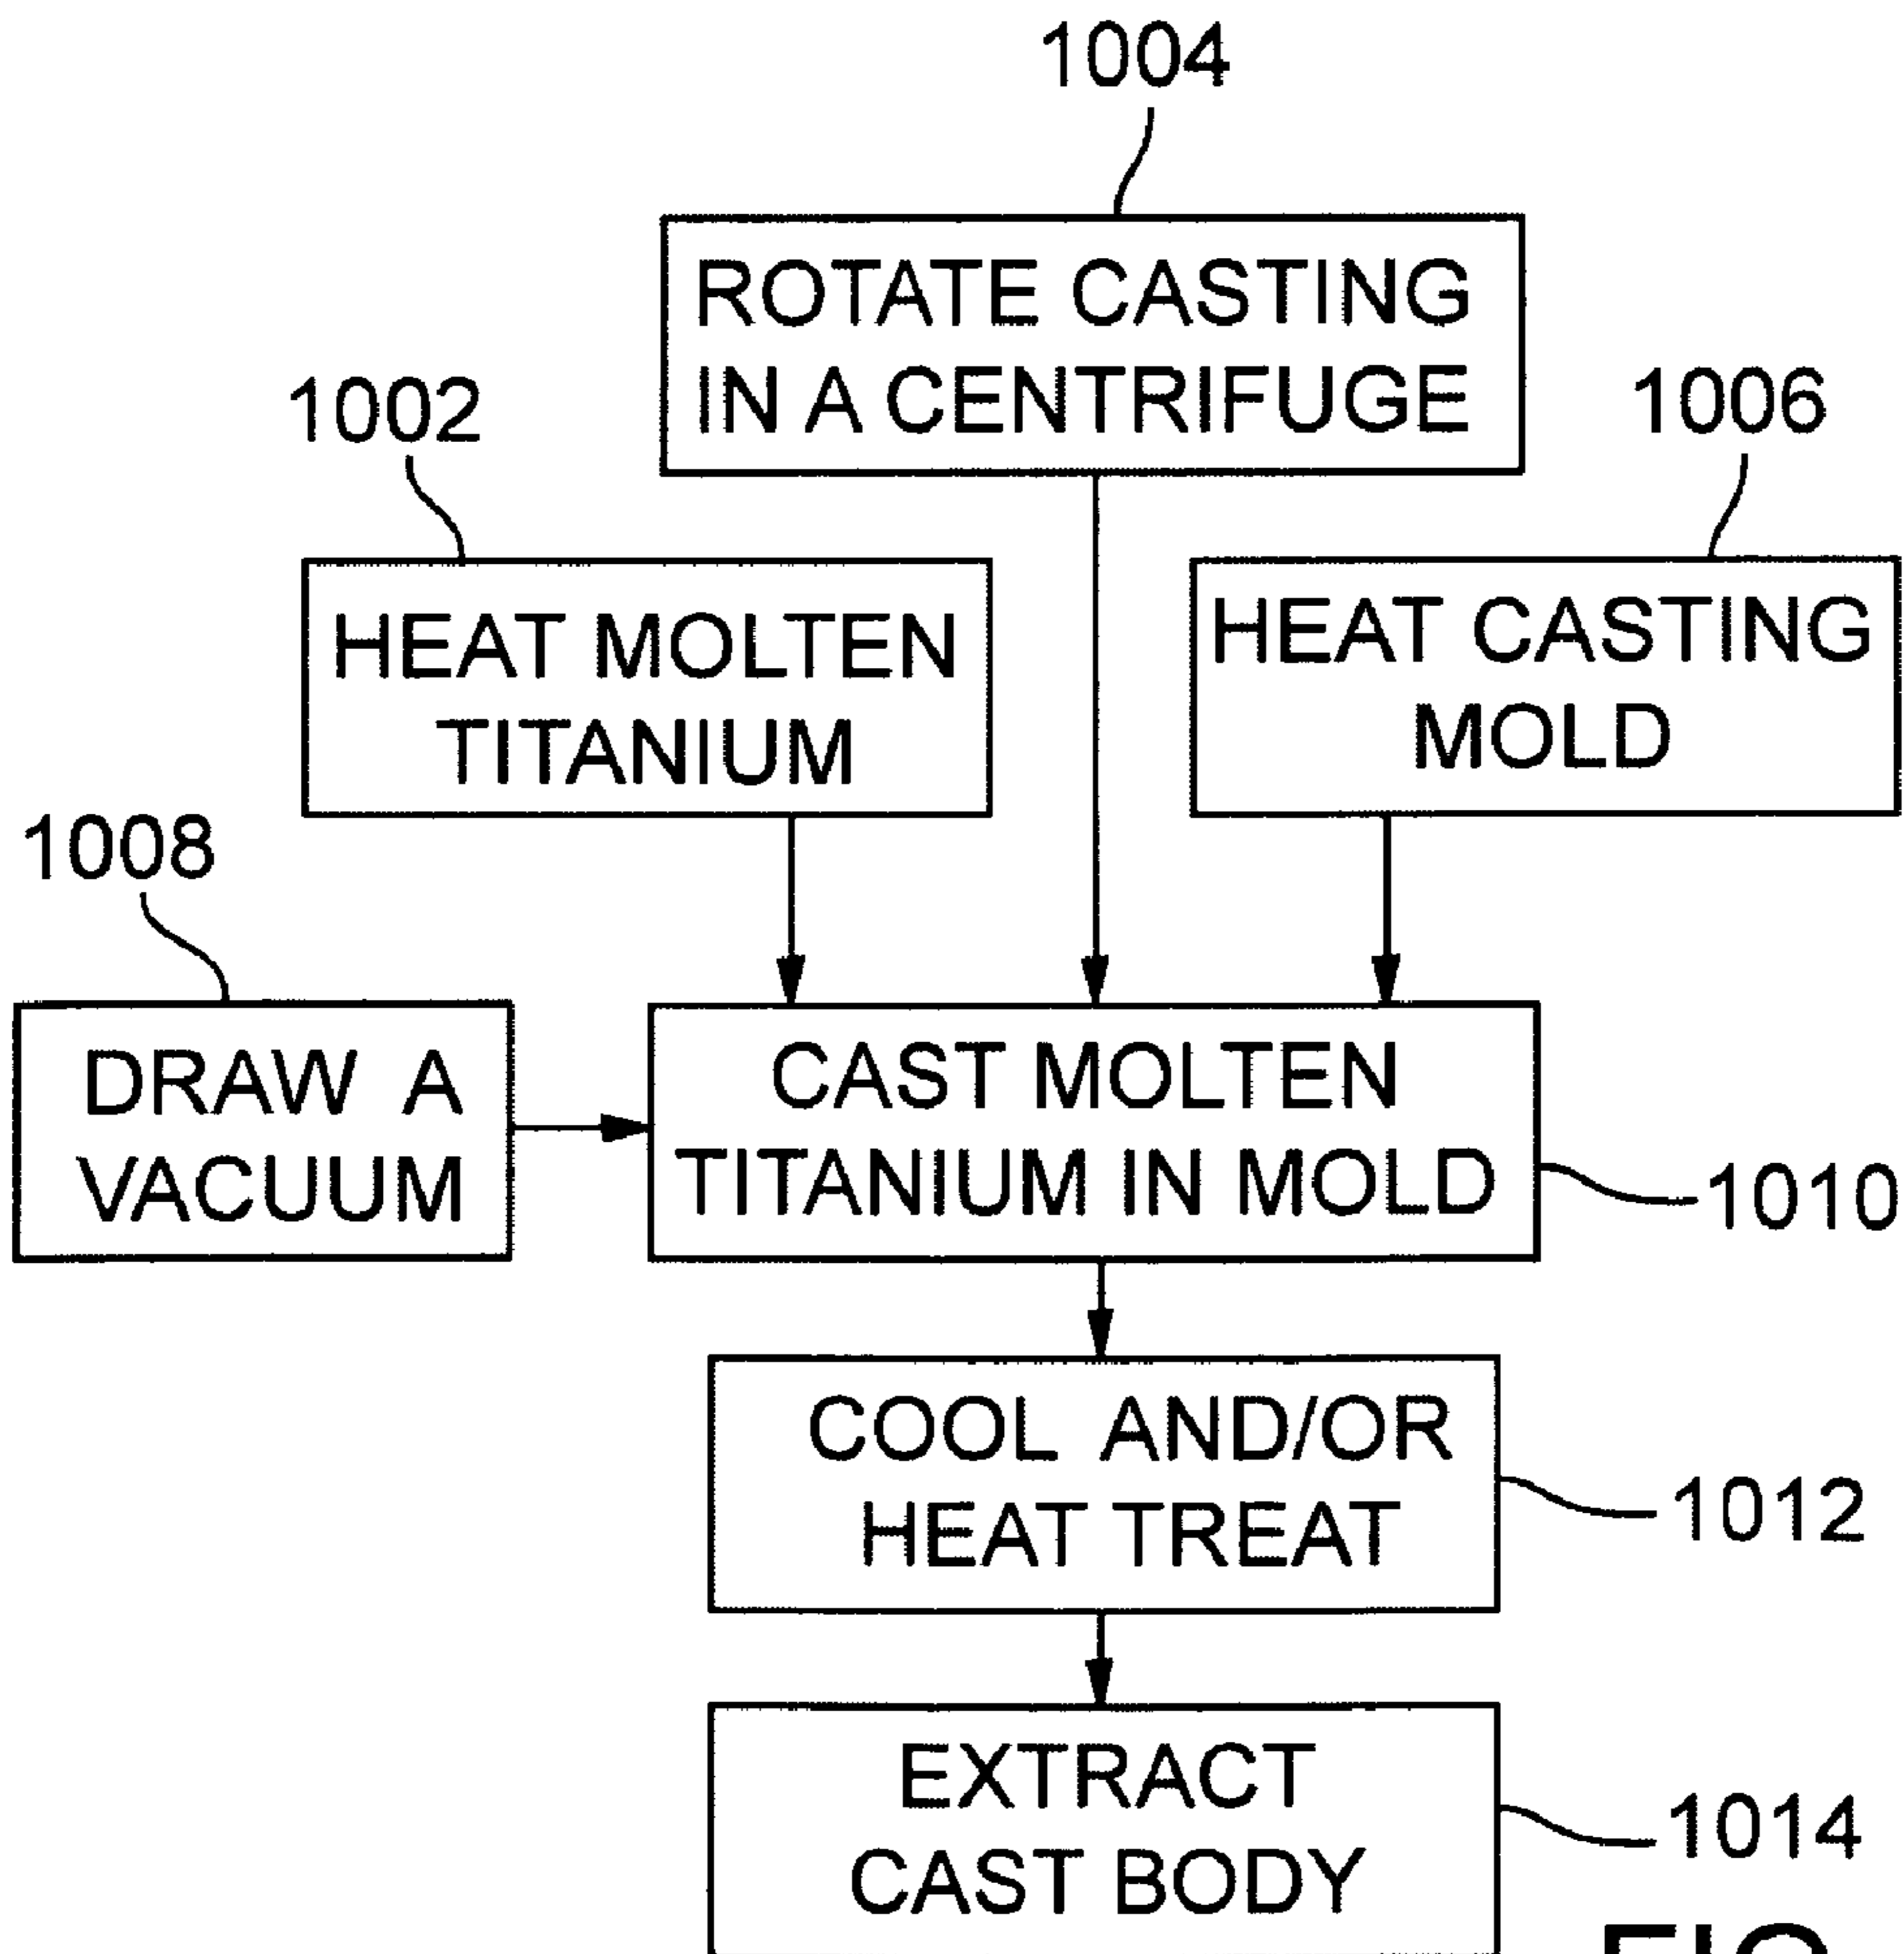 1004
ROTATE CASTING
IN A CENTRIFUGE
1002
1006
HEAT MOLTEN
TITANIUM
HEAT CASTING
MOLD
1008
DRAW A
VACUUM
CAST MOLTEN
TITANIUM IN MOLD
1010
COOL AND/OR
HEAT TREAT
1012
EXTRACT
CAST BODY
1014